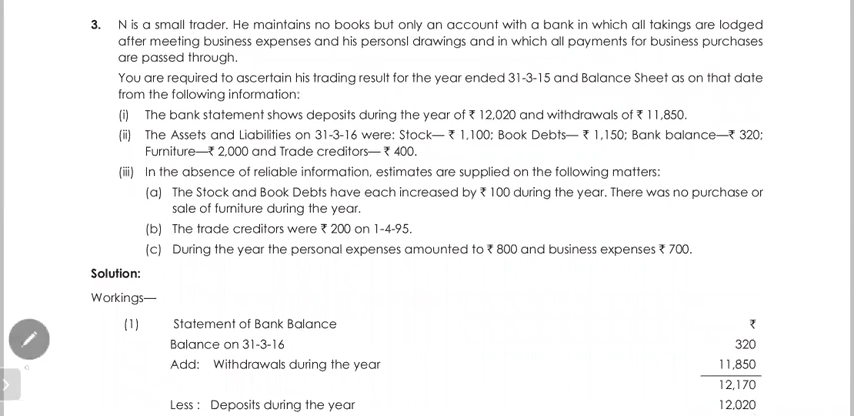 3. N is a small trader. He maintains no books but only an account with a bank in which all takings are lodged
after meeting business expenses and his personsl drawings and in which all payments for business purchases
are passed through.
You are required to ascertain his trading result for the year ended 31-3-15 and Balance Sheet as on that date
from the following information:
(i) The bank statement shows deposits during the year of ₹ 12,020 and withdrawals of ₹ 11,850.
(ii) The Assets and Liabilities on 31-3-16 were: Stock— ₹ 1,100; Book Debts— ₹ 1,150; Bank balance—₹ 320;
Furniture—₹ 2,000 and Trade creditors— ₹ 400.
(iii) In the absence of reliable information, estimates are supplied on the following matters:
(a) The Stock and Book Debts have each increased by ₹ 100 during the year. There was no purchase or
sale of furniture during the year.
(b) The trade creditors were ₹ 200 on 1-4-95.
(c) During the year the personal expenses amounted to ₹ 800 and business expenses ₹ 700.
Solution:
Workings—
(1) Statement of Bank Balance ₹
Balance on 31-3-16 320
Add: Withdrawals during the year 11,850
12,170
Less : Deposits during the year 12,020